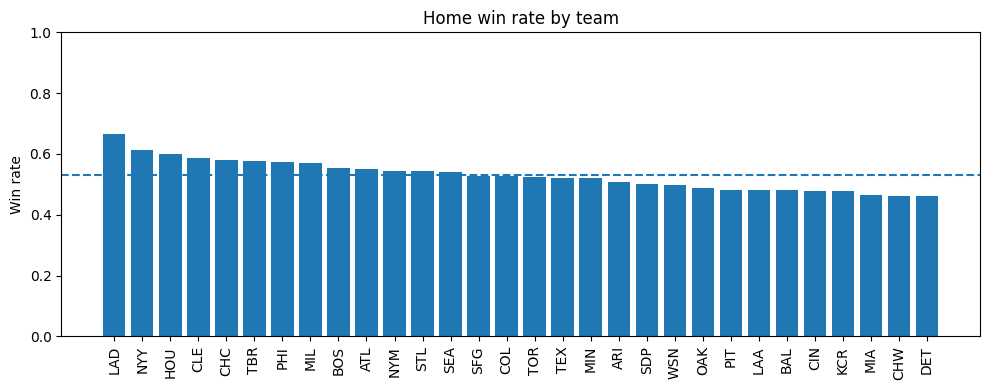 Home win rate by team
Win rate
1.0
0.8
0.6
0.4
0.2
0.0
LAD NYY HOU CLE CHC TBR PHI MIL BOS ATL NYM STL SEA SFG COL TOR TEX MIN ARI SDP WSN OAK PIT LAA BAL CIN KCR MIA CHW DET